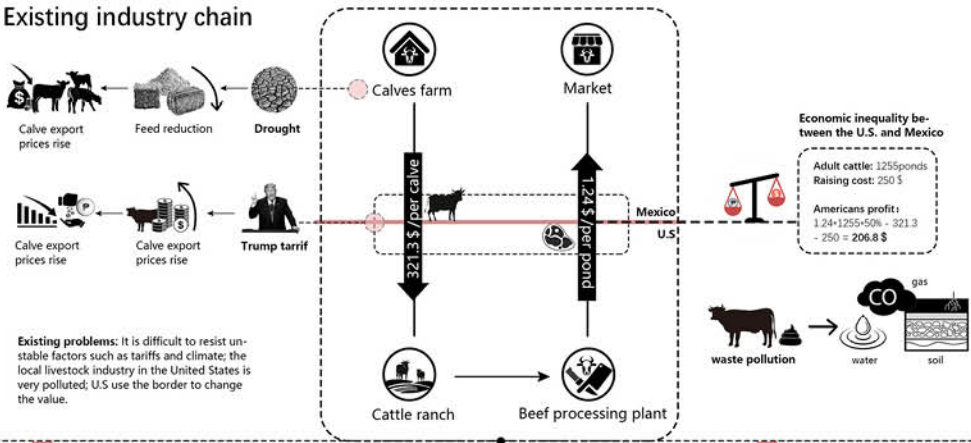 Existing industry chain
Calves farm
Market
Calve export
prices rise
Feed reduction
Drought
Economic inequality be-
tween the U.S. and Mexico
Adult cattle: 1255ponds
Raising cost: 250 $
Americans profit:
1.24*1255*50% - 321.3
- 250 = 206.8 $
321.3 $ /per calve
1.24 $ /per pond
Mexico
U.S
Calve export
prices rise
Calve export
prices rise
Trump tarrif
$
$
P
CO
gas
waste pollution
water
soil
Existing problems: It is difficult to resist un-
stable factors such as tariffs and climate; the
local livestock industry in the United States is
very polluted; U.S use the border to change
the value.
Cattle ranch
Beef processing plant